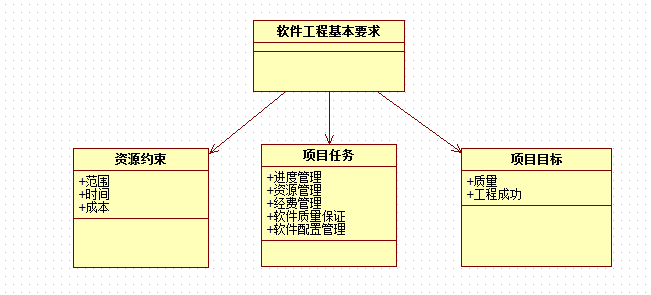 软件工程基本要求
资源约束
+范围
+时间
+成本
项目任务
+进度管理
+资源管理
+经费管理
+软件质量保证
+软件配置管理
项目目标
+质量
+工程成功